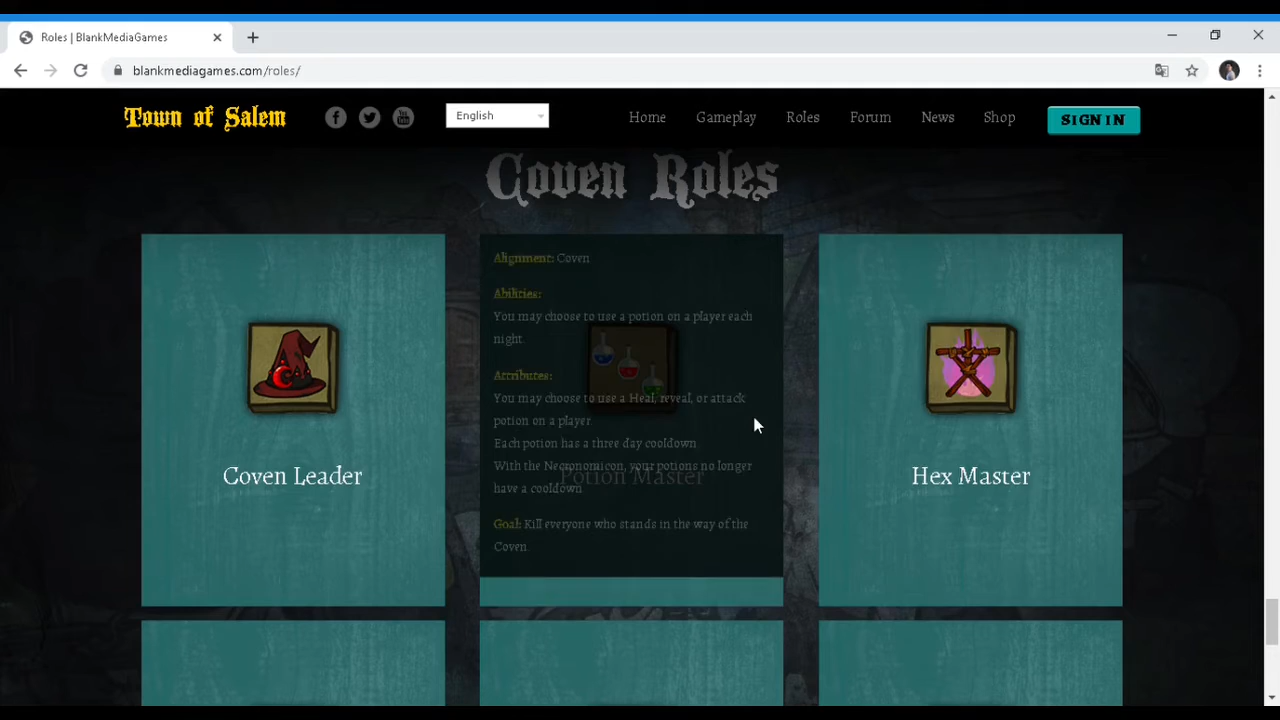 Roles | BlankMediaGames
blankmediagames.com/roles/
Town of Salem
English
Home
Gameplay
Roles
Forum
News
Shop
SIGN IN
Coven Roles
Coven Leader
Alignment: Coven
Abilities:
You may choose to use a potion on a player each
night.
Attributes:
You may choose to use a Heal, reveal, or attack
potion on a player.
Each potion has a three day cooldown
With the Necronomicon, your potions no longer
have a cooldown
Goal: Kill everyone who stands in the way of the
Coven.
Potion Master
Hex Master